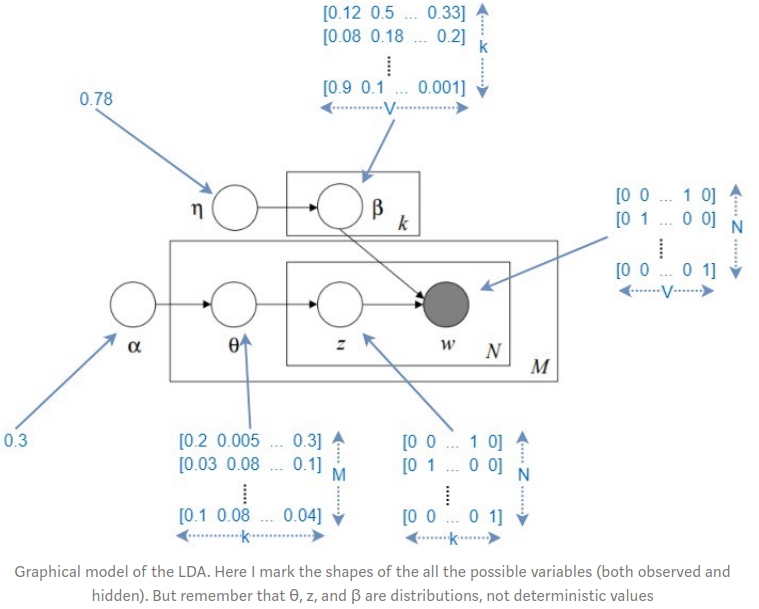 [0.12 0.5 ... 0.33]
[0.08 0.18 ... 0.2]
k
[0.9 0.1 ... 0.001]
V
0.78
η
β
k
[0 0 ... 1 0]
[0 1 ... 0 0]
N
[0 0 ... 0 1]
V
α
θ
z
w
N
M
0.3
[0.2 0.005 ... 0.3]
[0.03 0.08 ... 0.1]
M
[0.1 0.08 ... 0.04]
k
[0 0 ... 1 0]
[0 1 ... 0 0]
N
[0 0 ... 0 1]
k
Graphical model of the LDA. Here I mark the shapes of the all the possible variables (both observed and
hidden). But remember that θ, z, and β are distributions, not deterministic values